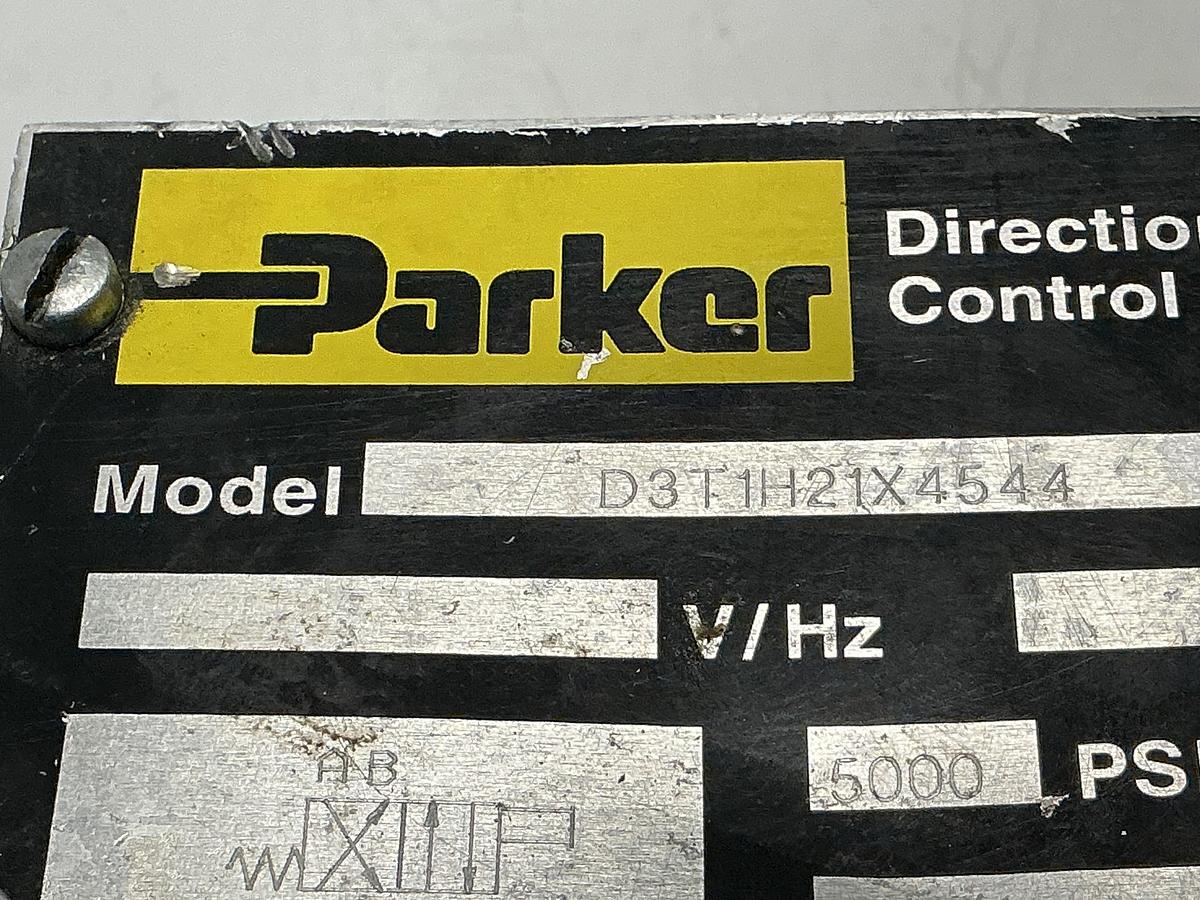 Parker
Directio
Control
Model D3T1H21X4544
V/Hz
5000 PS
A B